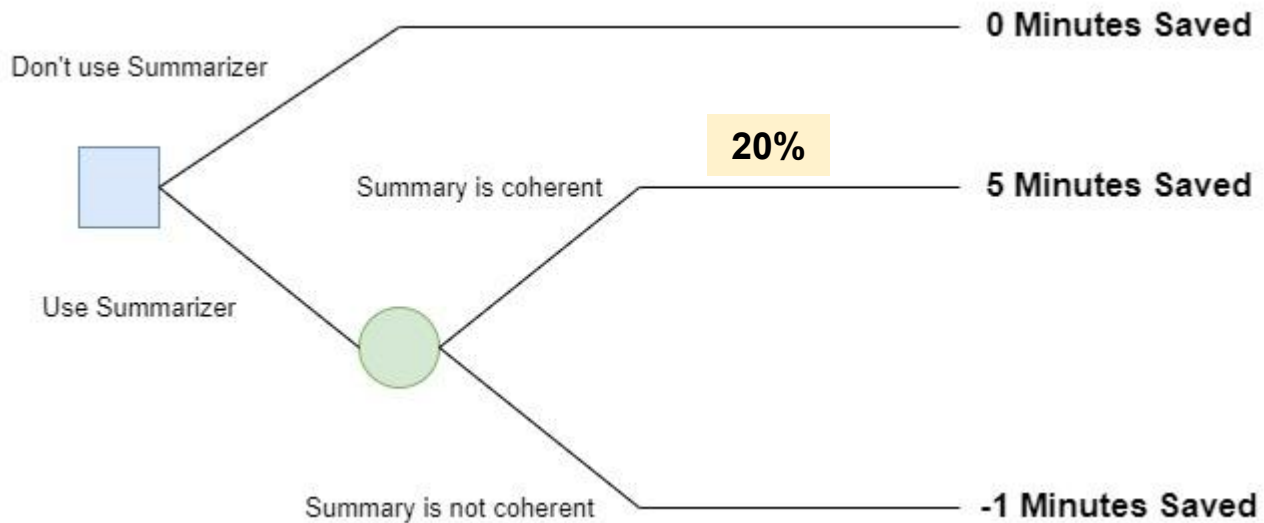 0 Minutes Saved
Don't use Summarizer
20%
Summary is coherent
5 Minutes Saved
Use Summarizer
Summary is not coherent
-1 Minutes Saved